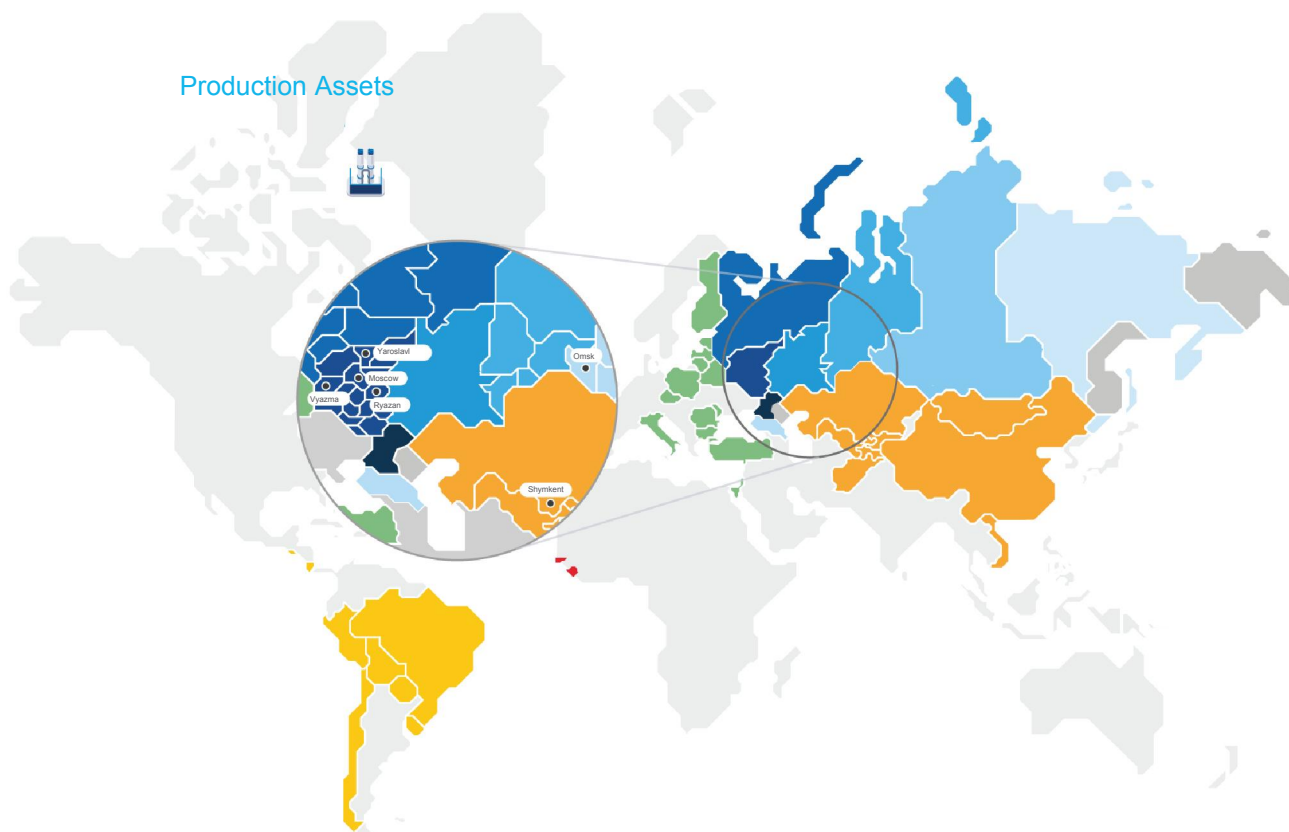 Production Assets
Yaroslavl
Omsk
Moscow
Vyazma
Ryazan
Shymkent